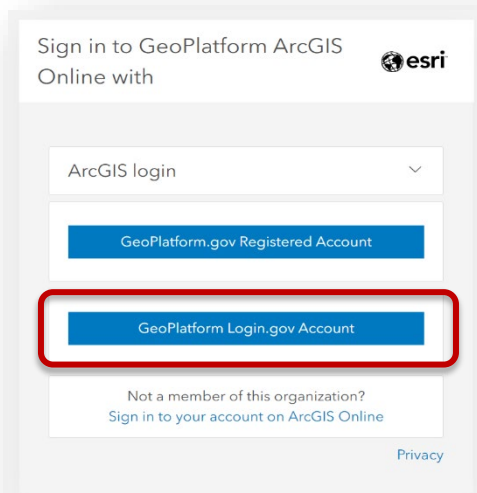 Sign in to GeoPlatform ArcGIS
Online with
esri
ArcGIS login
GeoPlatform.gov Registered Account
GeoPlatform Login.gov Account
Not a member of this organization?
Sign in to your account on ArcGIS Online
Privacy